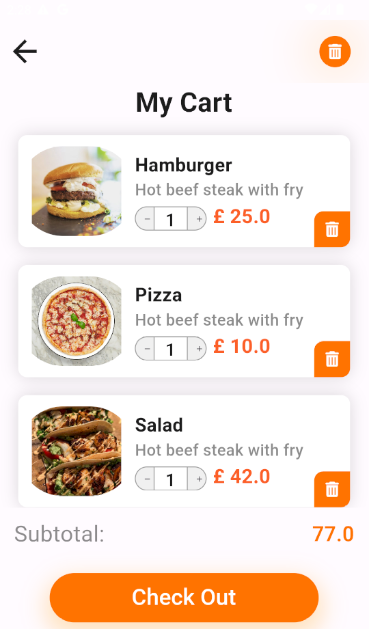 My Cart
Hamburger
Hot beef steak with fry
- 1 + £ 25.0
Pizza
Hot beef steak with fry
- 1 + £ 10.0
Salad
Hot beef steak with fry
- 1 + £ 42.0
Subtotal: 77.0
Check Out